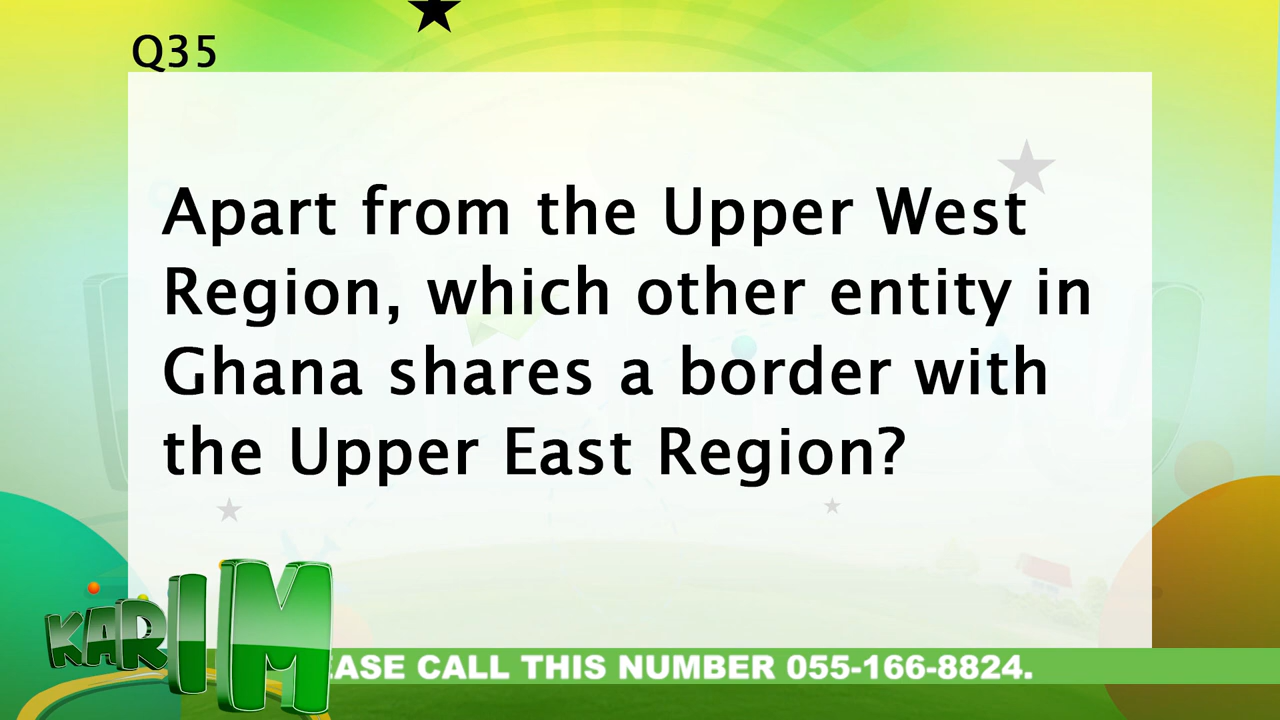 Q35
Apart from the Upper West
Region, which other entity in
Ghana shares a border with
the Upper East Region?
KARIM
EASE CALL THIS NUMBER 055-166-8824.